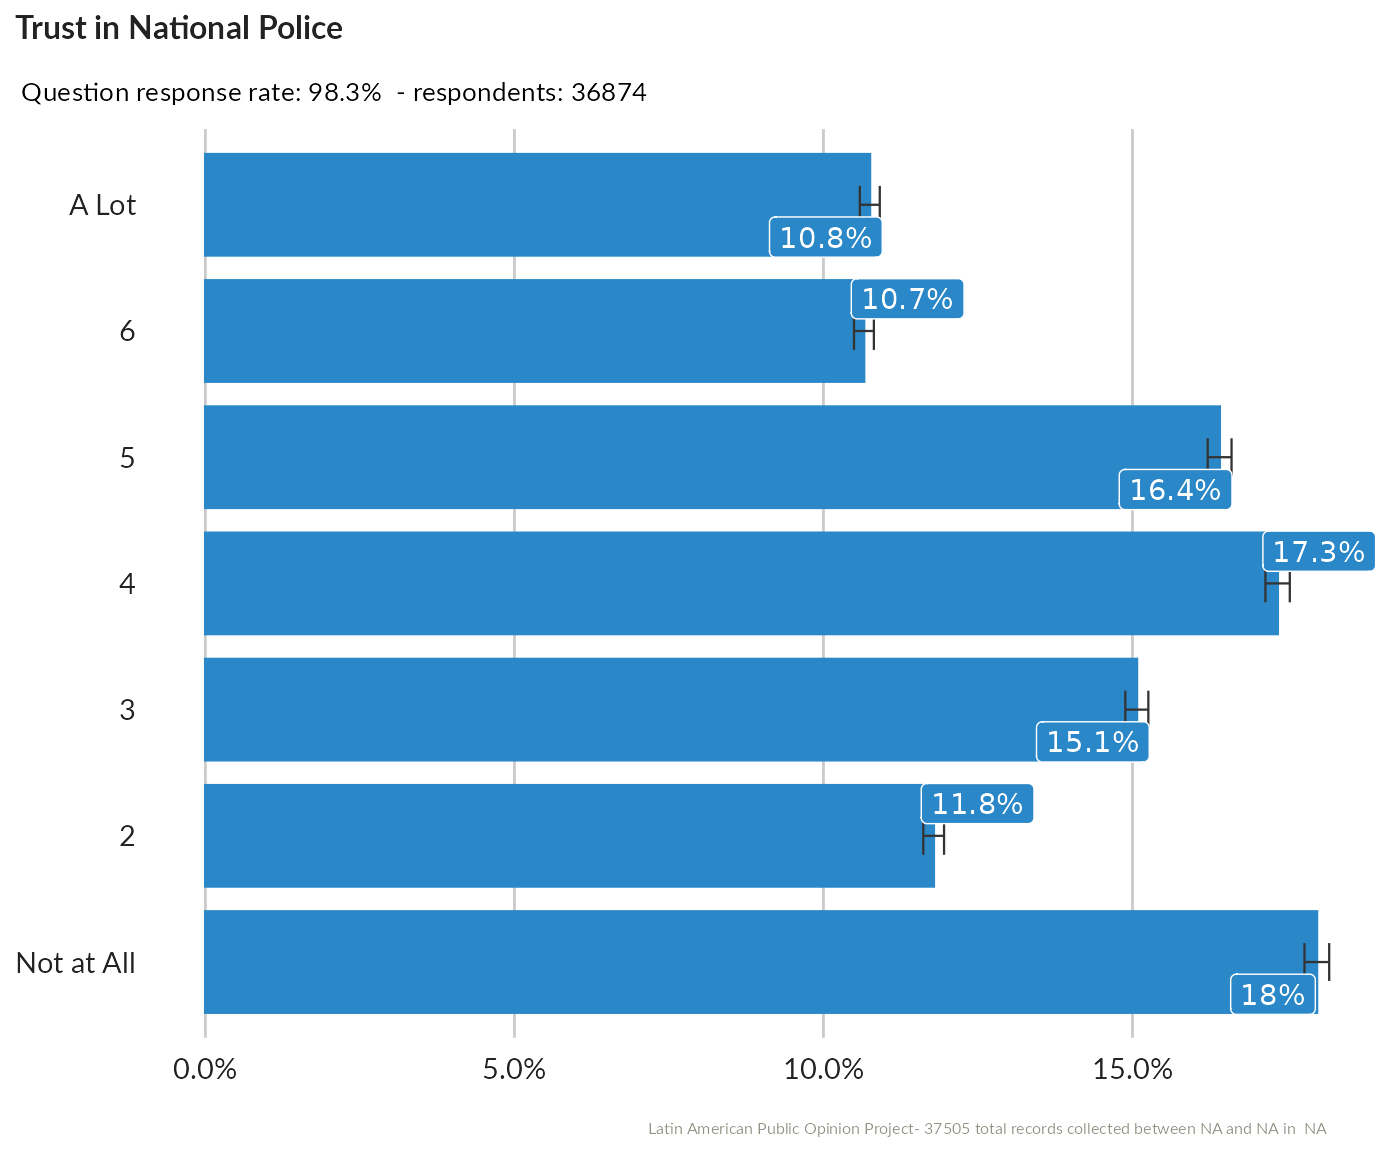 Trust in National Police
Question response rate: 98.3%  - respondents: 36874
A Lot
10.8%
6
10.7%
5
16.4%
4
17.3%
3
15.1%
2
11.8%
Not at All
18%
0.0% 5.0% 10.0% 15.0%
Latin American Public Opinion Project- 37505 total records collected between NA and NA in  NA